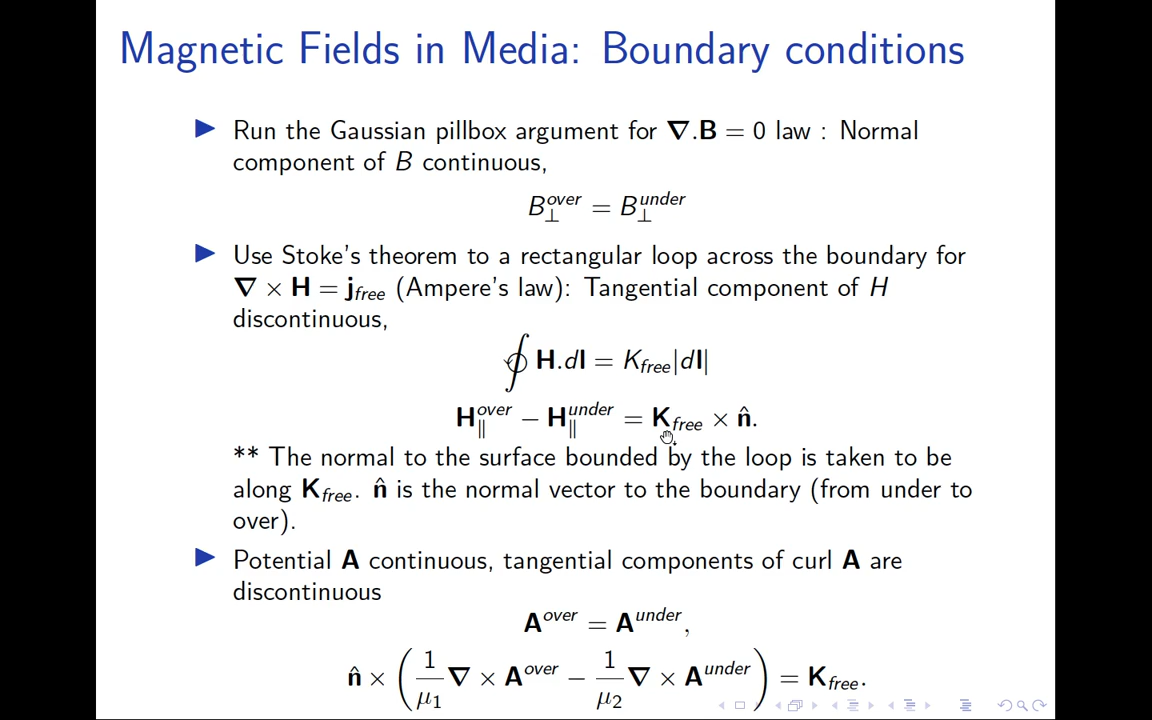 Magnetic Fields in Media: Boundary conditions
▶ Run the Gaussian pillbox argument for ∇.B = 0 law : Normal
component of B continuous,
B⊥^over = B⊥^under
▶ Use Stoke's theorem to a rectangular loop across the boundary for
∇ × H = j_free (Ampere's law): Tangential component of H
discontinuous,
∮ H.dl = K_free|dl|
H∥^over − H∥^under = K_free × n̂.
** The normal to the surface bounded by the loop is taken to be
along K_free. n̂ is the normal vector to the boundary (from under to
over).
▶ Potential A continuous, tangential components of curl A are
discontinuous
A^over = A^under,
n̂ × (1/μ₁ ∇ × A^over − 1/μ₂ ∇ × A^under) = K_free.